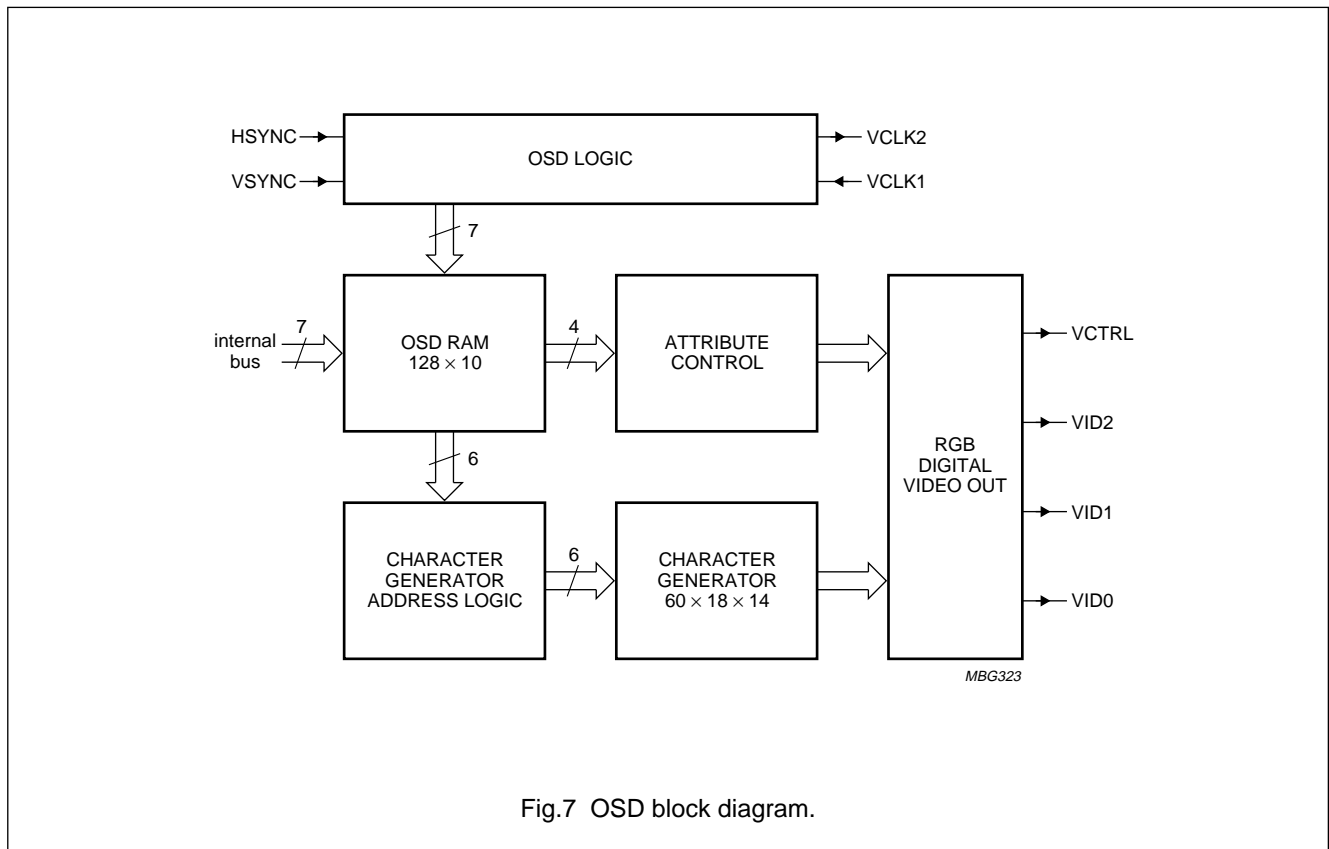 HSYNC
VSYNC
OSD LOGIC
VCLK2
VCLK1
7
internal
bus
7
OSD RAM
128 × 10
4
ATTRIBUTE
CONTROL
6
CHARACTER
GENERATOR
ADDRESS LOGIC
6
CHARACTER
GENERATOR
60 × 18 × 14
RGB
DIGITAL
VIDEO OUT
VCTRL
VID2
VID1
VID0
MBG323
Fig.7 OSD block diagram.